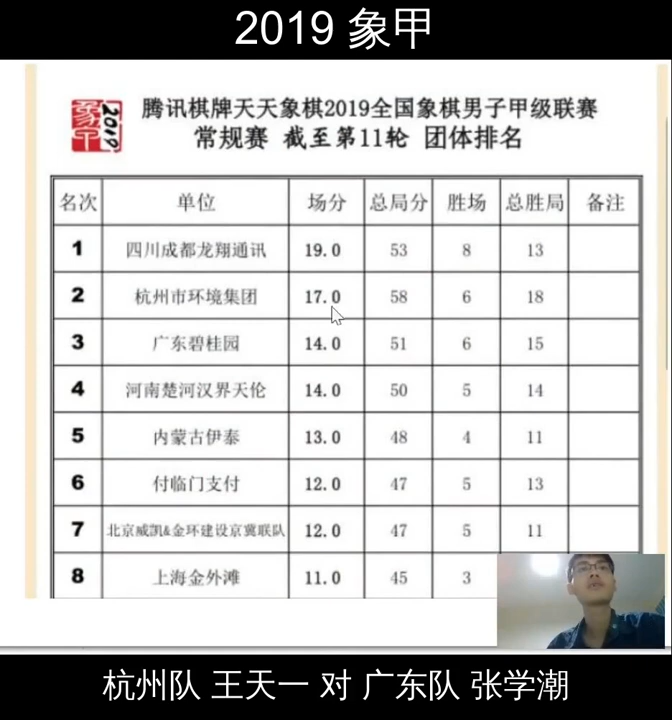 2019 象甲
象甲 2019
腾讯棋牌天天象棋2019全国象棋男子甲级联赛
常规赛 截至第11轮 团体排名
名次 单位 场分 总局分 胜场 总胜局 备注
1 四川成都龙翔通讯 19.0 53 8 13
2 杭州市环境集团 17.0 58 6 18
3 广东碧桂园 14.0 51 6 15
4 河南楚河汉界天伦 14.0 50 5 14
5 内蒙古伊泰 13.0 48 4 11
6 付临门支付 12.0 47 5 13
7 北京威凯&金环建设京冀联队 12.0 47 5 11
8 上海金外滩 11.0 45 3
杭州队 王天一 对 广东队 张学潮